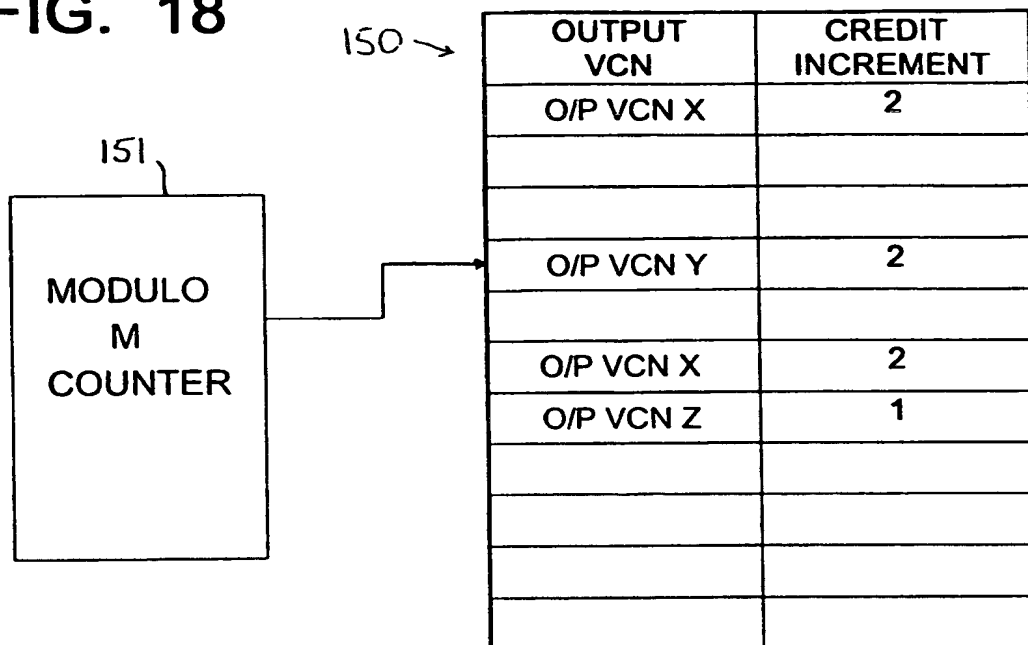 FIG. 18
150
OUTPUT VCN CREDIT INCREMENT
O/P VCN X 2
151
O/P VCN Y 2
MODULO
M
COUNTER
O/P VCN X 2
O/P VCN Z 1